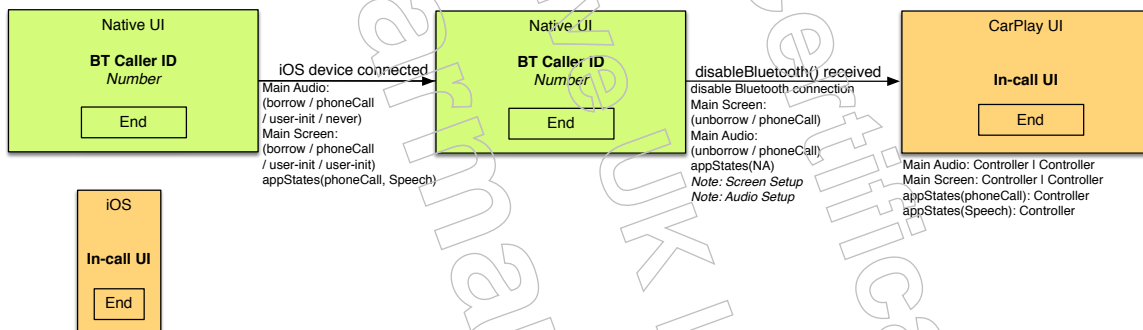 Native UI
BT Caller ID
Number
End
iOS device connected
Main Audio:
(borrow / phoneCall
/ user-init / never)
Main Screen:
(borrow / phoneCall
/ user-init / user-init)
appStates(phoneCall, Speech)
Native UI
BT Caller ID
Number
End
disableBluetooth() received
disable Bluetooth connection
Main Screen:
(unborrow / phoneCall)
Main Audio:
(unborrow / phoneCall)
appStates(NA)
Note: Screen Setup
Note: Audio Setup
CarPlay UI
In-call UI
End
Main Audio: Controller | Controller
Main Screen: Controller | Controller
appStates(phoneCall): Controller
appStates(Speech): Controller
iOS
In-call UI
End